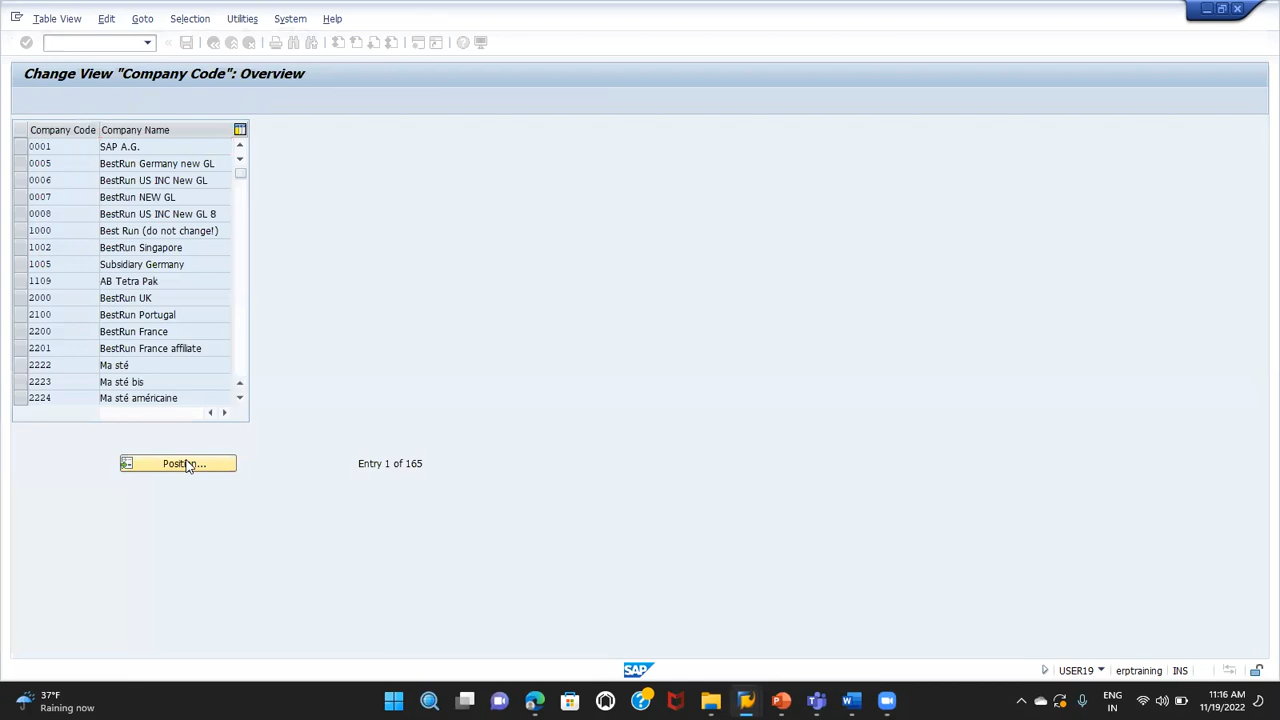 Table View Edit Goto Selection Utilities System Help
Change View "Company Code": Overview
Company Code Company Name
0001 SAP A.G.
0005 BestRun Germany new GL
0006 BestRun US INC New GL
0007 BestRun NEW GL
0008 BestRun US INC New GL 8
1000 Best Run (do not change!)
1002 BestRun Singapore
1005 Subsidiary Germany
1109 AB Tetra Pak
2000 BestRun UK
2100 BestRun Portugal
2200 BestRun France
2201 BestRun France affiliate
2222 Ma sté
2223 Ma sté bis
2224 Ma sté américaine
Position... Entry 1 of 165
SAP USER19 erptraining INS
37°F
Raining now
ENG
IN
11:16 AM
11/19/2022